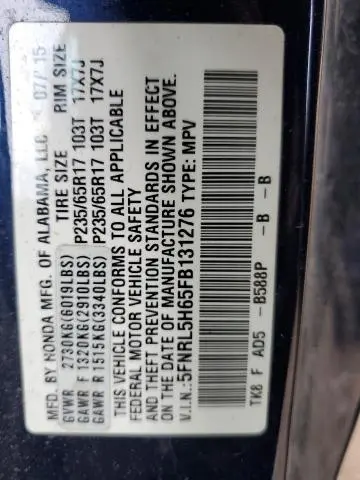 MFD. BY HONDA MFG. OF ALABAMA, LLC 07/15
GVWR 2730KG(6019LBS) TIRE SIZE RIM SIZE
GAWR F 1320KG(2910LBS) P235/65R17 103T 17X7J
GAWR R 1515KG(3340LBS) P235/65R17 103T 17X7J
THIS VEHICLE CONFORMS TO ALL APPLICABLE
FEDERAL MOTOR VEHICLE SAFETY AND
THEFT PREVENTION STANDARDS IN EFFECT
ON THE DATE OF MANUFACTURE SHOWN ABOVE.
V.I.N.:5FNRL5H65FB131276 TYPE: MPV
TK8 F AD5 -B588P -B -B